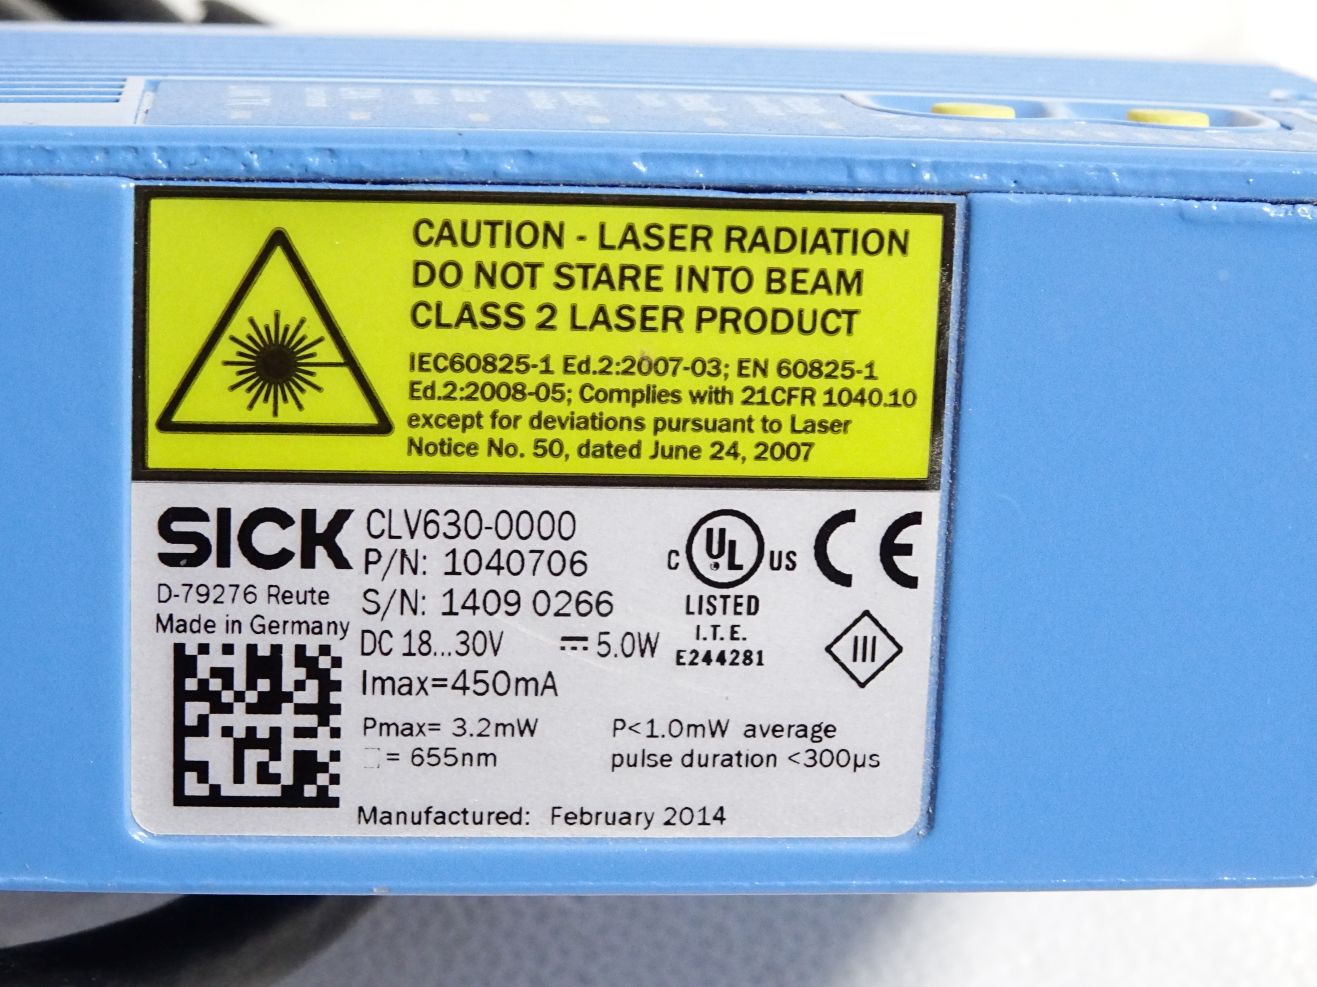 CAUTION - LASER RADIATION
DO NOT STARE INTO BEAM
CLASS 2 LASER PRODUCT
IEC60825-1 Ed.2:2007-03; EN 60825-1
Ed.2:2008-05; Complies with 21CFR 1040.10
except for deviations pursuant to Laser
Notice No. 50, dated June 24, 2007
SICK
D-79276 Reute
Made in Germany
CLV630-0000
P/N: 1040706
S/N: 1409 0266
DC 18...30V ⎓ 5.0W
Imax=450mA
Pmax= 3.2mW
= 655nm
C UL US
LISTED
I.T.E.
E244281
CE
III
P<1.0mW average
pulse duration <300µs
Manufactured: February 2014